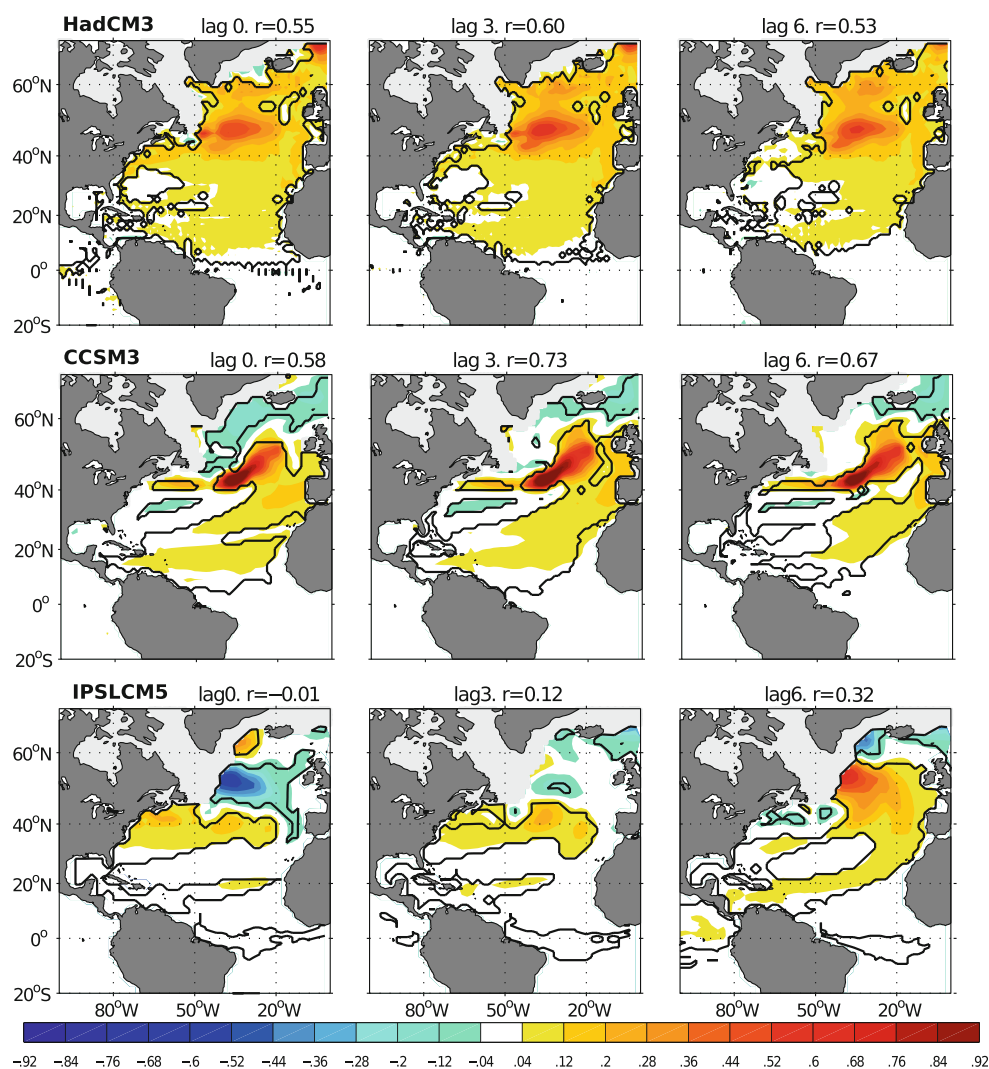 HadCM3 lag 0. r=0.55 lag 3. r=0.60 lag 6. r=0.53
60°N
40°N
20°N
0°
20°S
CCSM3 lag 0. r=0.58 lag 3. r=0.73 lag 6. r=0.67
60°N
40°N
20°N
0°
20°S
IPSLCM5 lag0. r=−0.01 lag3. r=0.12 lag6. r=0.32
60°N
40°N
20°N
0°
20°S
80°W 50°W 20°W 80°W 50°W 20°W 80°W 50°W 20°W
-.92 -.84 -.76 -.68 -.6 -.52 -.44 -.36 -.28 -.2 -.12 -.04 .04 .12 .2 .28 .36 .44 .52 .6 .68 .76 .84 .92